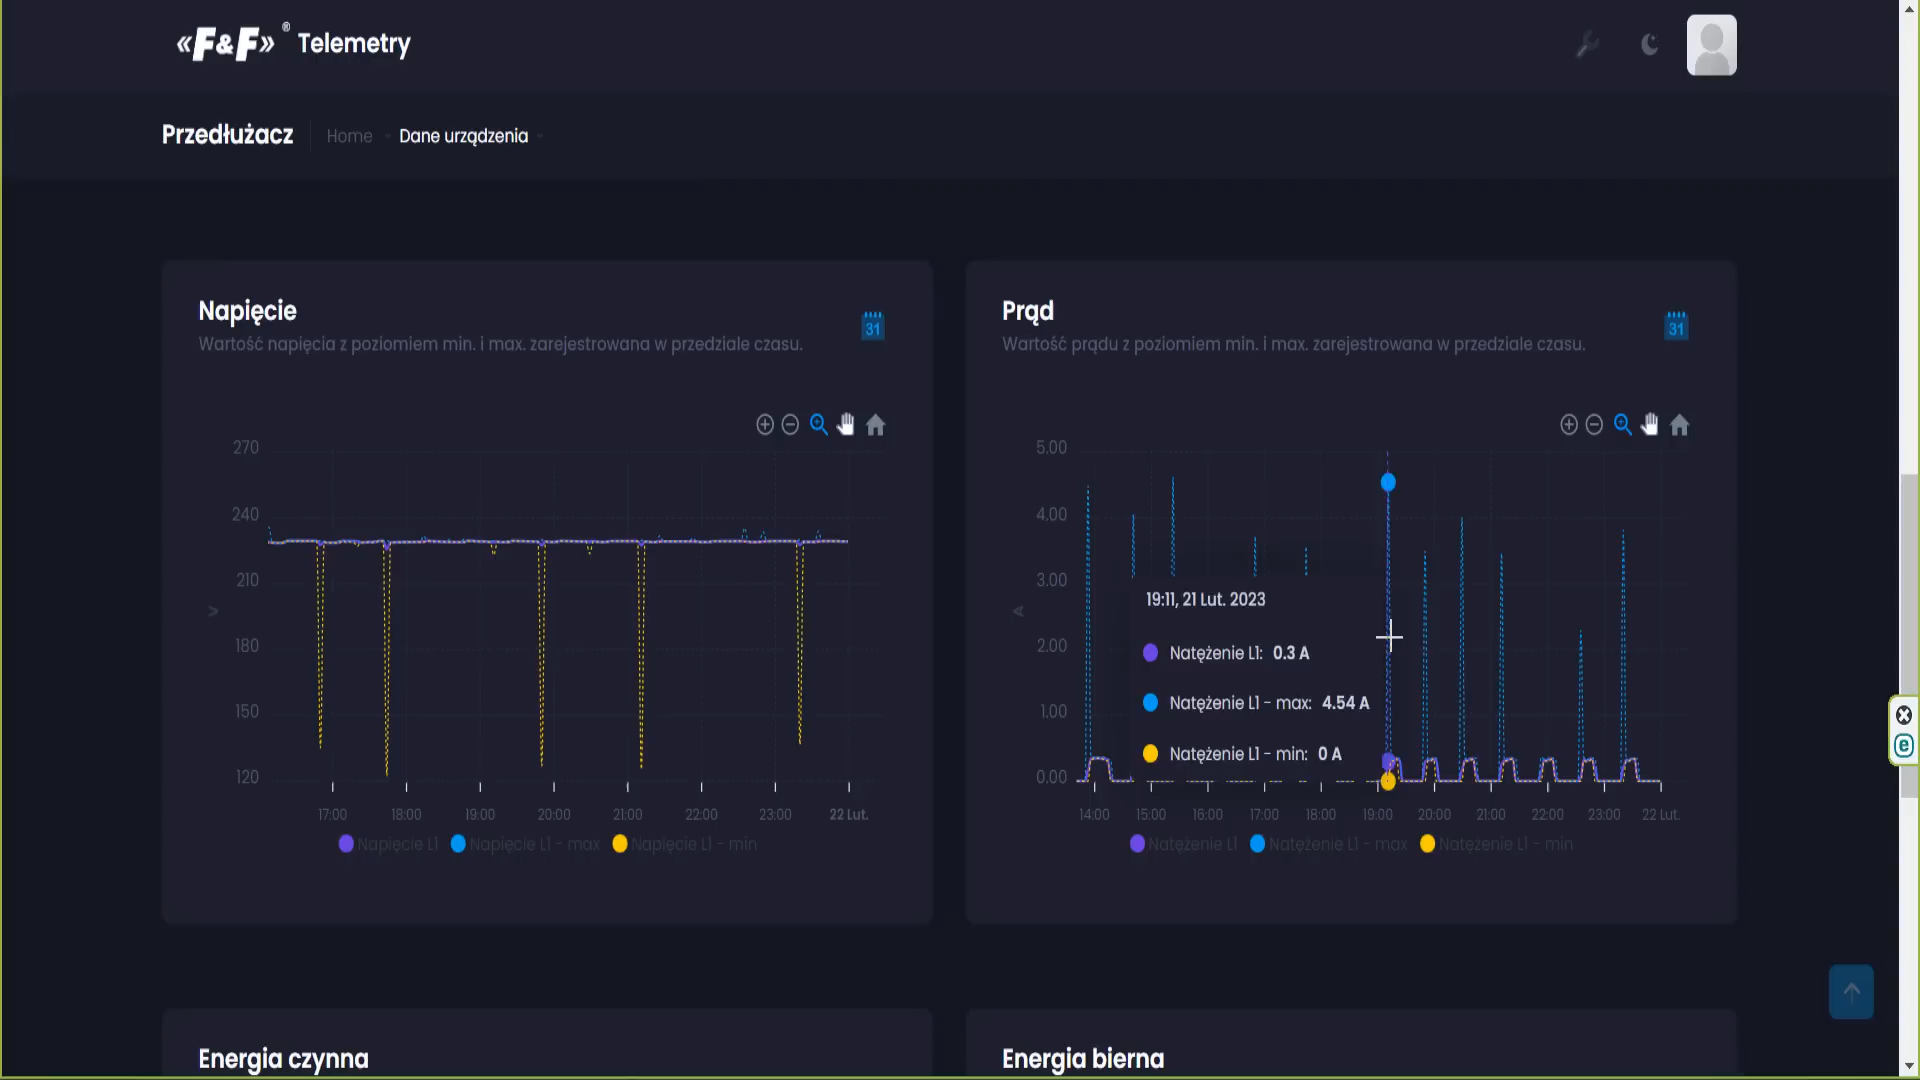 «F&F»® Telemetry
Przedłużacz Home - Dane urządzenia -
Napięcie
31
Wartość napięcia z poziomiem min. i max. zarejestrowana w przedziale czasu.
270
240
210
180
150
120
17:00 18:00 19:00 20:00 21:00 22:00 23:00 22 Lut.
Napięcie L1 Napięcie L1 - max Napięcie L1 - min
Prąd
31
Wartość prądu z poziomiem min. i max. zarejestrowana w przedziale czasu.
5.00
4.00
3.00
2.00
1.00
0.00
19:11, 21 Lut. 2023
Natężenie L1: 0.3 A
Natężenie L1 - max: 4.54 A
Natężenie L1 - min: 0 A
14:00 15:00 16:00 17:00 18:00 19:00 20:00 21:00 22:00 23:00 22 Lut.
Natężenie L1 Natężenie L1 - max Natężenie L1 - min
Energia czynna
Energia bierna